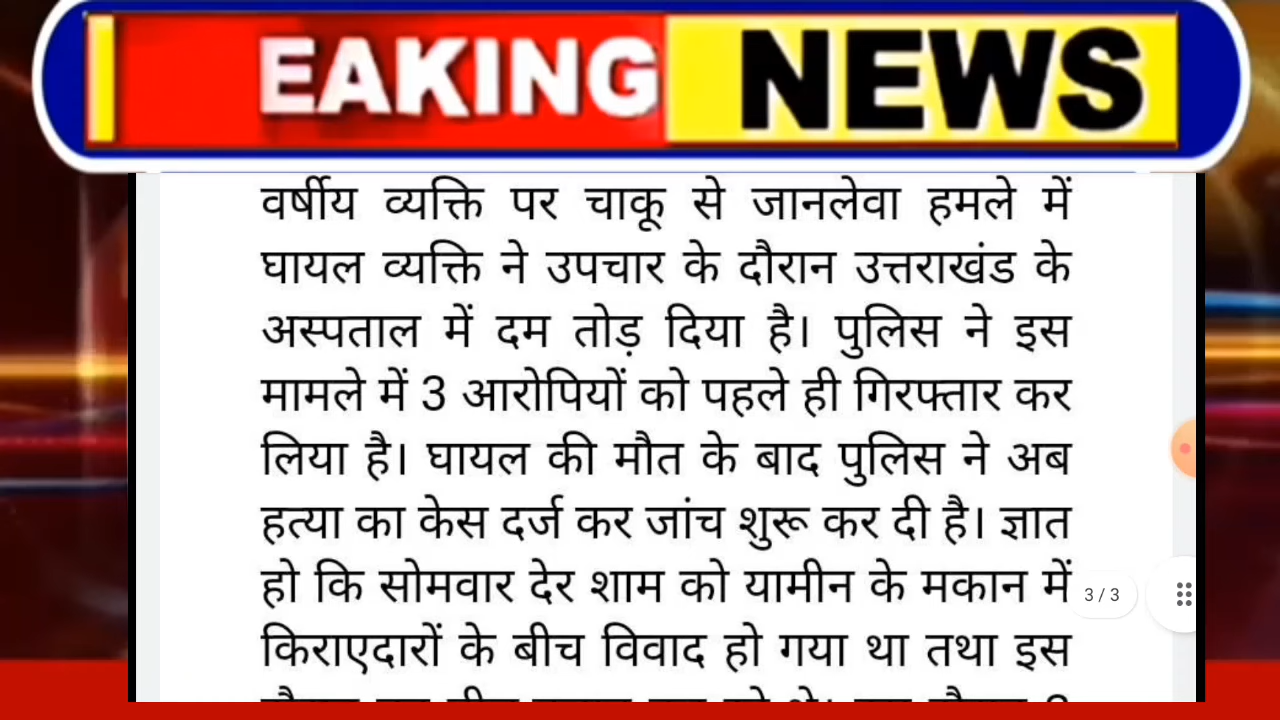 EAKING NEWS
वर्षीय व्यक्ति पर चाकू से जानलेवा हमले में
घायल व्यक्ति ने उपचार के दौरान उत्तराखंड के
अस्पताल में दम तोड़ दिया है। पुलिस ने इस
मामले में 3 आरोपियों को पहले ही गिरफ्तार कर
लिया है। घायल की मौत के बाद पुलिस ने अब
हत्या का केस दर्ज कर जांच शुरू कर दी है। ज्ञात
हो कि सोमवार देर शाम को यामीन के मकान में
3 / 3
किराएदारों के बीच विवाद हो गया था तथा इस